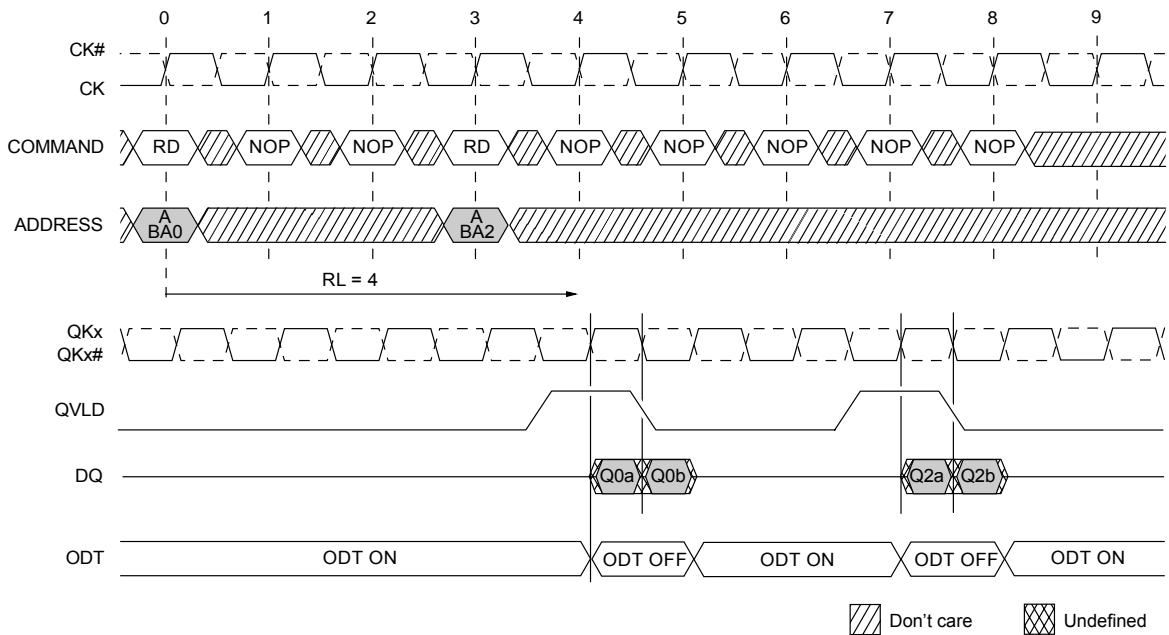 0 1 2 3 4 5 6 7 8 9
CK#
CK
COMMAND RD NOP NOP RD NOP NOP NOP NOP NOP
ADDRESS A BA0 A BA2
RL = 4
QKx
QKx#
QVLD
DQ Q0a Q0b Q2a Q2b
ODT ODT ON ODT OFF ODT ON ODT OFF ODT ON
Don't care Undefined